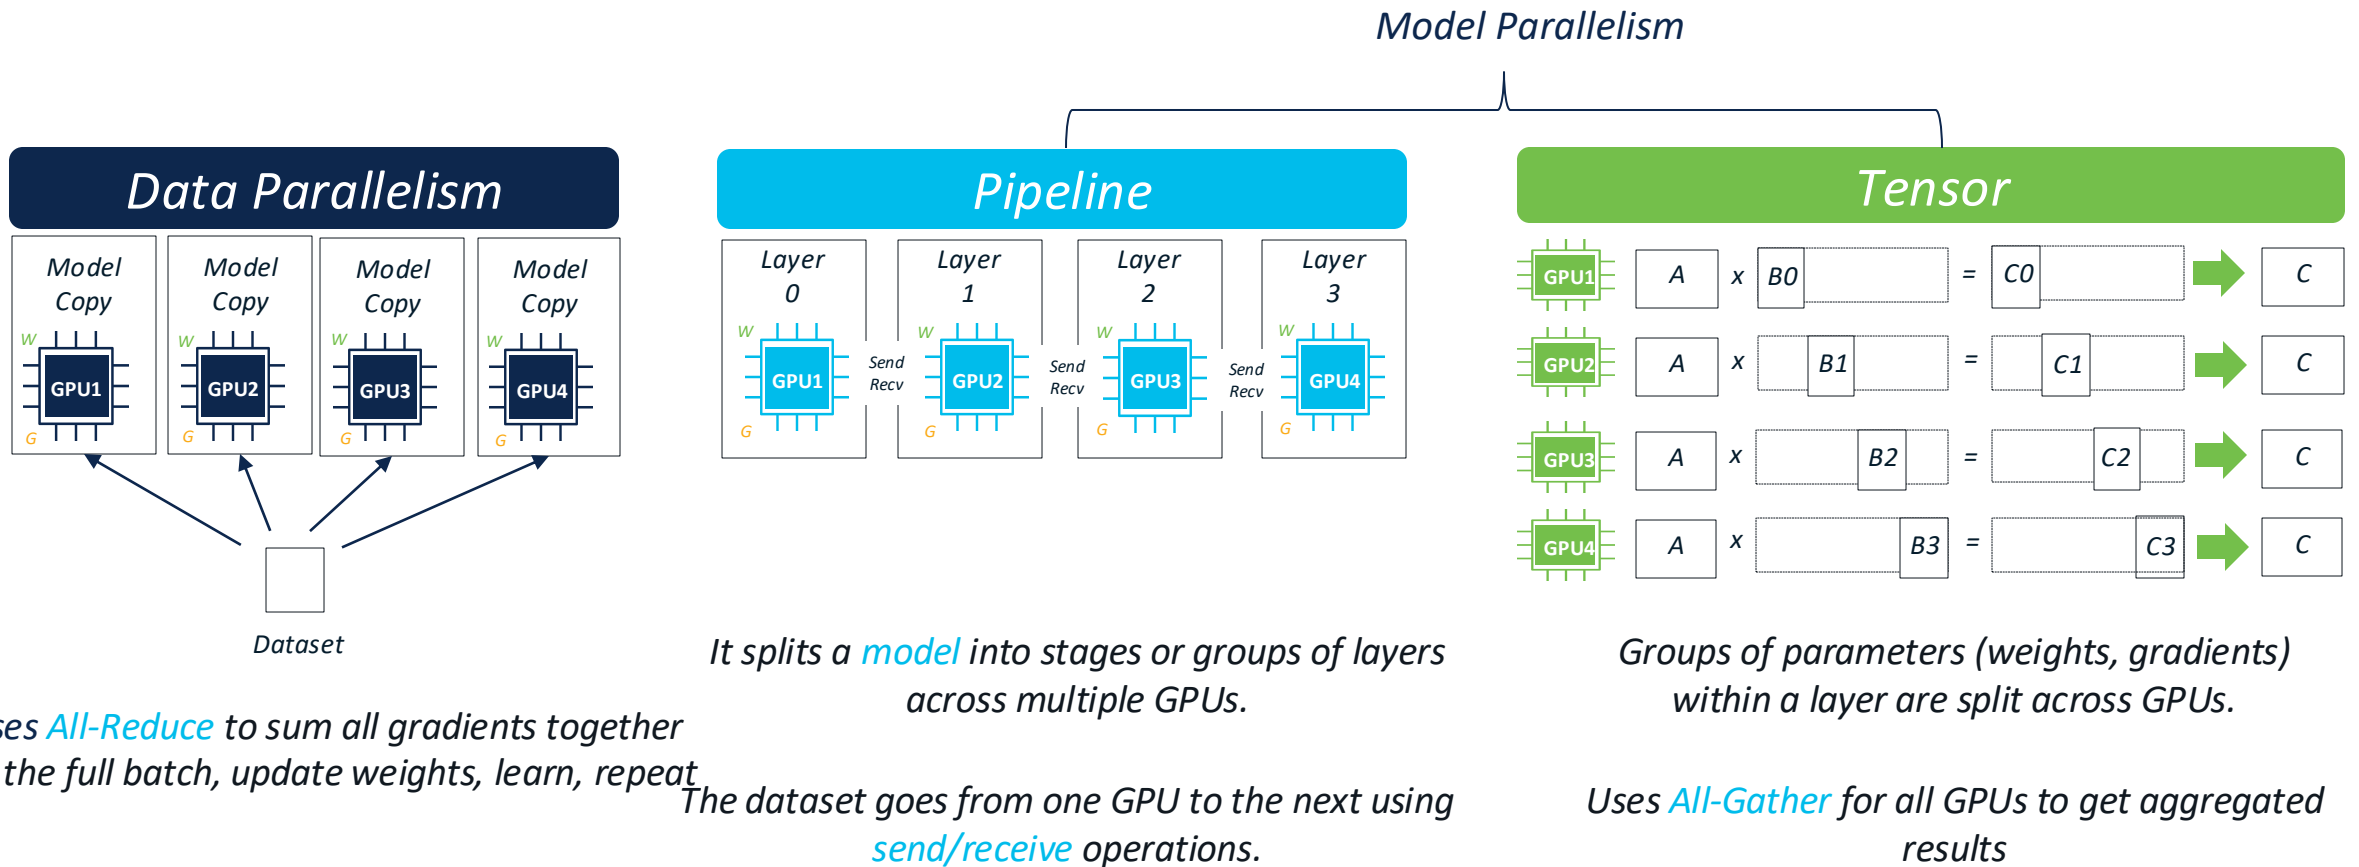 Model Parallelism
Data Parallelism
Model
Copy
W
GPU1
G
Model
Copy
W
GPU2
G
Model
Copy
W
GPU3
G
Model
Copy
W
GPU4
G
Dataset
All-Reduce to sum all gradients together
the full batch, update weights, learn, repeat
Pipeline
Layer
0
W
GPU1
G
Send
Recv
Layer
1
W
GPU2
G
Send
Recv
Layer
2
W
GPU3
G
Send
Recv
Layer
3
W
GPU4
G
It splits a model into stages or groups of layers
across multiple GPUs.
The dataset goes from one GPU to the next using
send/receive operations.
Tensor
GPU1 A x B0 = C0 C
GPU2 A x B1 = C1 C
GPU3 A x B2 = C2 C
GPU4 A x B3 = C3 C
Groups of parameters (weights, gradients)
within a layer are split across GPUs.
Uses All-Gather for all GPUs to get aggregated
results